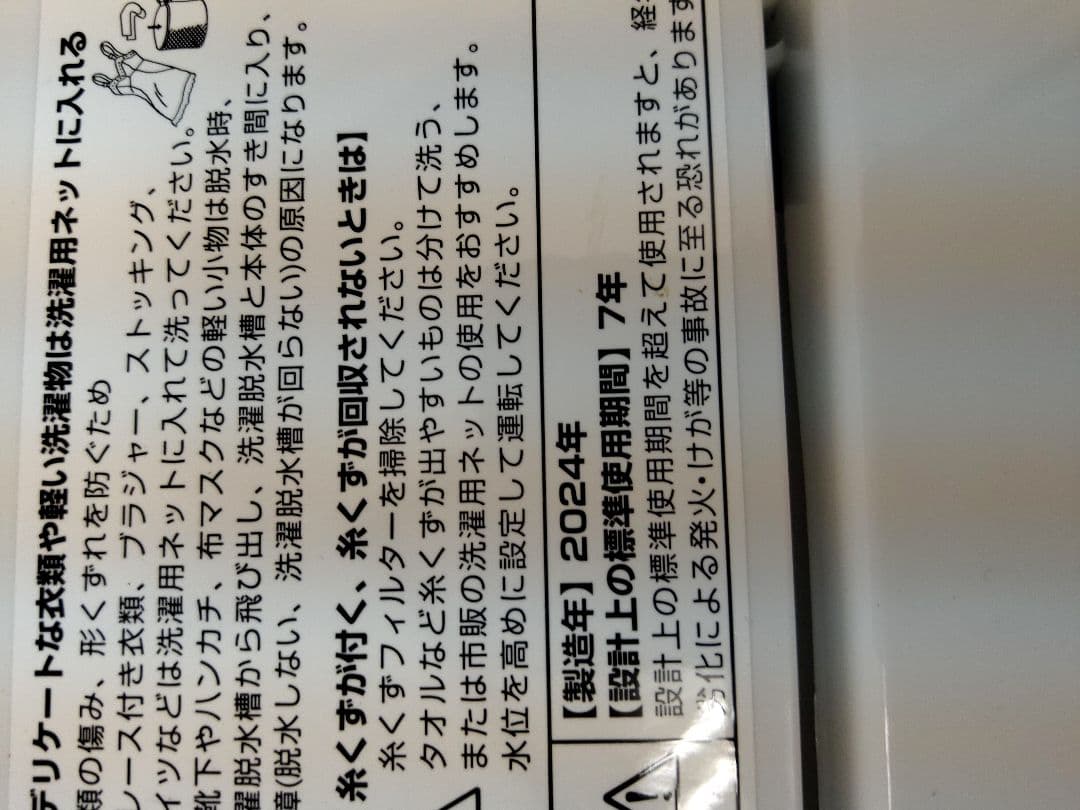 デリケートな衣類や軽い洗濯物は洗濯用ネットに入れる
類の傷み、形くずれを防ぐため
レース付き衣類、ブラジャー、ストッキング、
イツなどは洗濯用ネットに入れて洗ってください。
靴下やハンカチ、布マスクなどの軽い小物は脱水時、
濯脱水槽から飛び出し、洗濯脱水槽と本体のすき間に入り、
障(脱水しない、洗濯脱水槽が回らない)の原因になります。
糸くずが付く、糸くずが回収されないときは】
糸くずフィルターを掃除してください。
タオルなど糸くずが出やすいものは分けて洗う、
または市販の洗濯用ネットの使用をおすすめします。
水位を高めに設定して運転してください。
【製造年】2024年
【設計上の標準使用期間】7年
設計上の標準使用期間を超えて使用されますと、経
劣化による発火・けが等の事故に至る恐れがあります